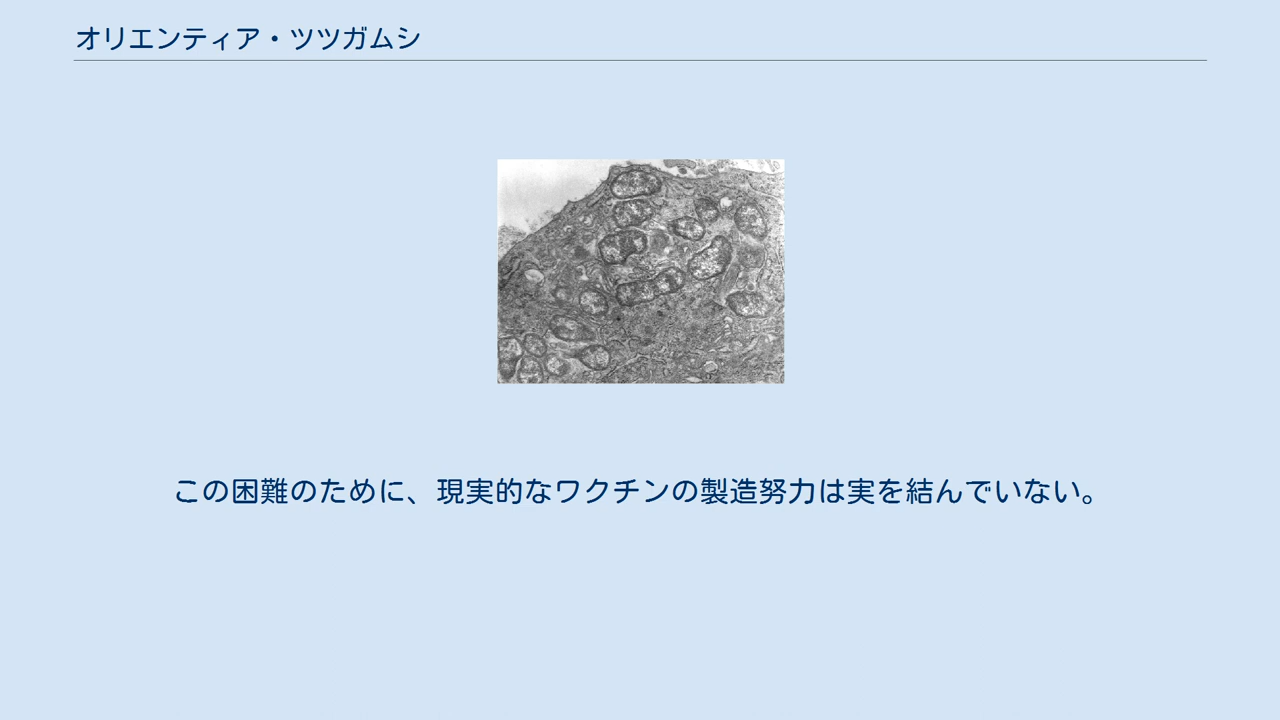 オリエンティア・ツツガムシ
この困難のために、現実的なワクチンの製造努力は実を結んでいない。